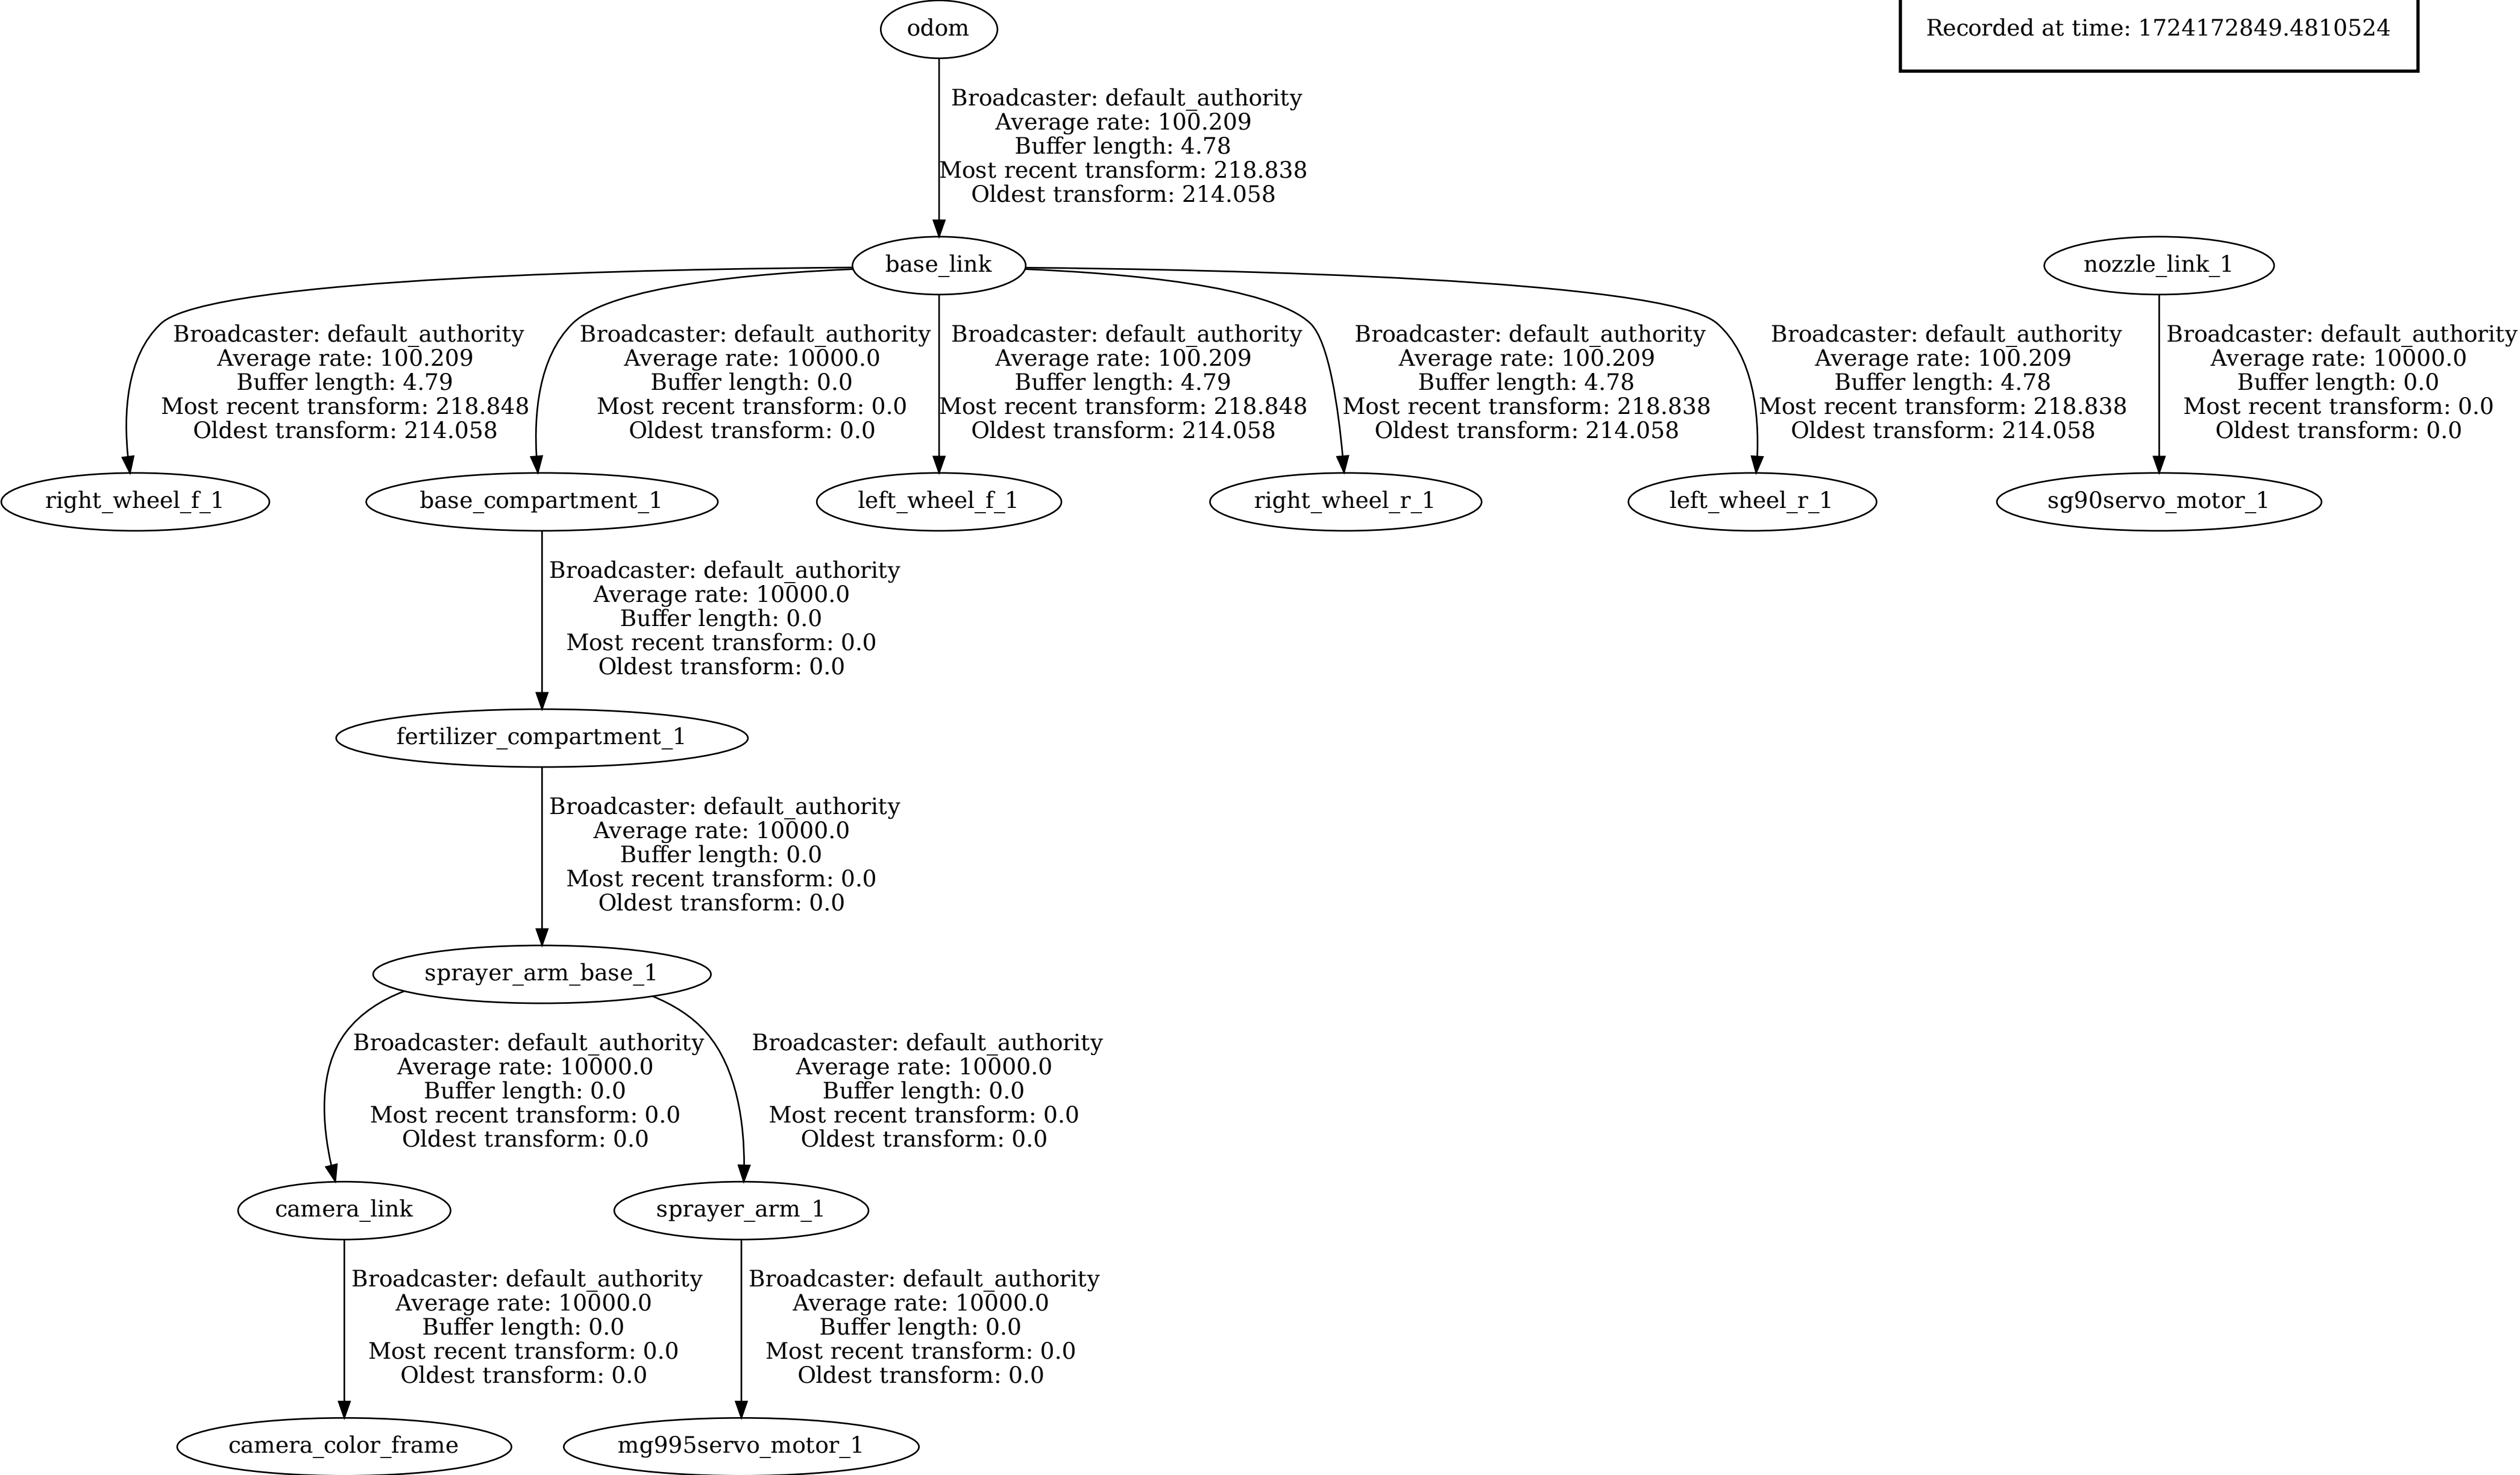 odom
Recorded at time: 1724172849.4810524
Broadcaster: default_authority
Average rate: 100.209
Buffer length: 4.78
Most recent transform: 218.838
Oldest transform: 214.058
base_link
nozzle_link_1
Broadcaster: default_authority
Average rate: 100.209
Buffer length: 4.79
Most recent transform: 218.848
Oldest transform: 214.058
Broadcaster: default_authority
Average rate: 10000.0
Buffer length: 0.0
Most recent transform: 0.0
Oldest transform: 0.0
Broadcaster: default_authority
Average rate: 100.209
Buffer length: 4.79
Most recent transform: 218.848
Oldest transform: 214.058
Broadcaster: default_authority
Average rate: 100.209
Buffer length: 4.78
Most recent transform: 218.838
Oldest transform: 214.058
Broadcaster: default_authority
Average rate: 100.209
Buffer length: 4.78
Most recent transform: 218.838
Oldest transform: 214.058
Broadcaster: default_authority
Average rate: 10000.0
Buffer length: 0.0
Most recent transform: 0.0
Oldest transform: 0.0
right_wheel_f_1
base_compartment_1
left_wheel_f_1
right_wheel_r_1
left_wheel_r_1
sg90servo_motor_1
Broadcaster: default_authority
Average rate: 10000.0
Buffer length: 0.0
Most recent transform: 0.0
Oldest transform: 0.0
fertilizer_compartment_1
Broadcaster: default_authority
Average rate: 10000.0
Buffer length: 0.0
Most recent transform: 0.0
Oldest transform: 0.0
sprayer_arm_base_1
Broadcaster: default_authority
Average rate: 10000.0
Buffer length: 0.0
Most recent transform: 0.0
Oldest transform: 0.0
Broadcaster: default_authority
Average rate: 10000.0
Buffer length: 0.0
Most recent transform: 0.0
Oldest transform: 0.0
camera_link
sprayer_arm_1
Broadcaster: default_authority
Average rate: 10000.0
Buffer length: 0.0
Most recent transform: 0.0
Oldest transform: 0.0
Broadcaster: default_authority
Average rate: 10000.0
Buffer length: 0.0
Most recent transform: 0.0
Oldest transform: 0.0
camera_color_frame
mg995servo_motor_1